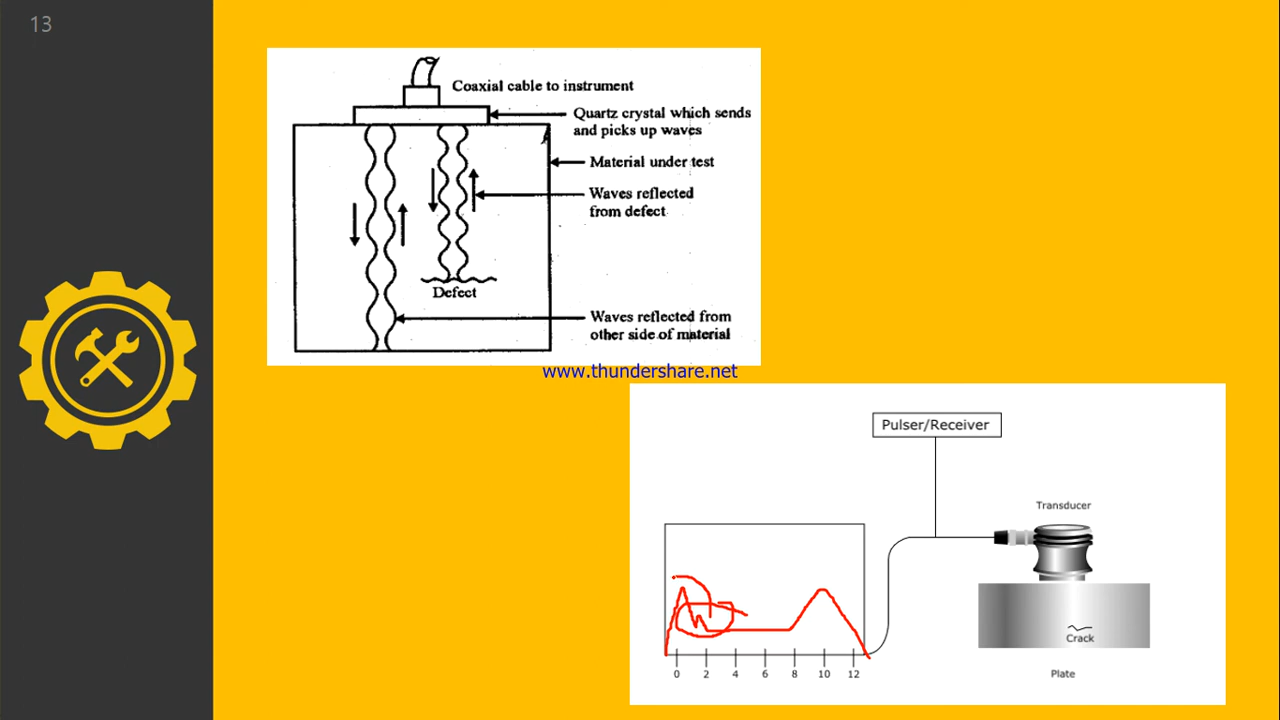 13
Coaxial cable to instrument
Quartz crystal which sends
and picks up waves
Material under test
Waves reflected
from defect
Defect
Waves reflected from
other side of material
www.thundershare.net
Pulser/Receiver
Transducer
Crack
0 2 4 6 8 10 12
Plate